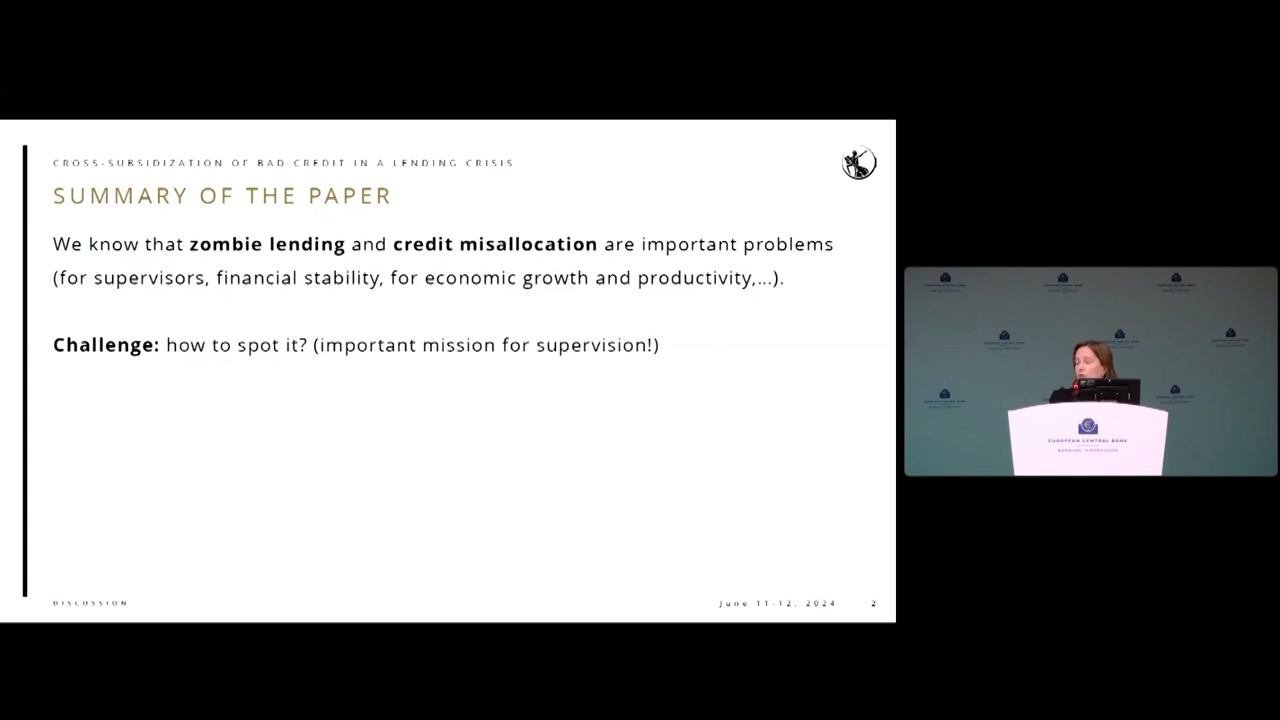 CROSS-SUBSIDIZATION OF BAD CREDIT IN A LENDING CRISIS
SUMMARY OF THE PAPER
We know that zombie lending and credit misallocation are important problems
(for supervisors, financial stability, for economic growth and productivity,...).
Challenge: how to spot it? (important mission for supervision!)
DISCUSSION
June 11-12, 2024
2
EUROPEAN CENTRAL BANK
BANKING SUPERVISION